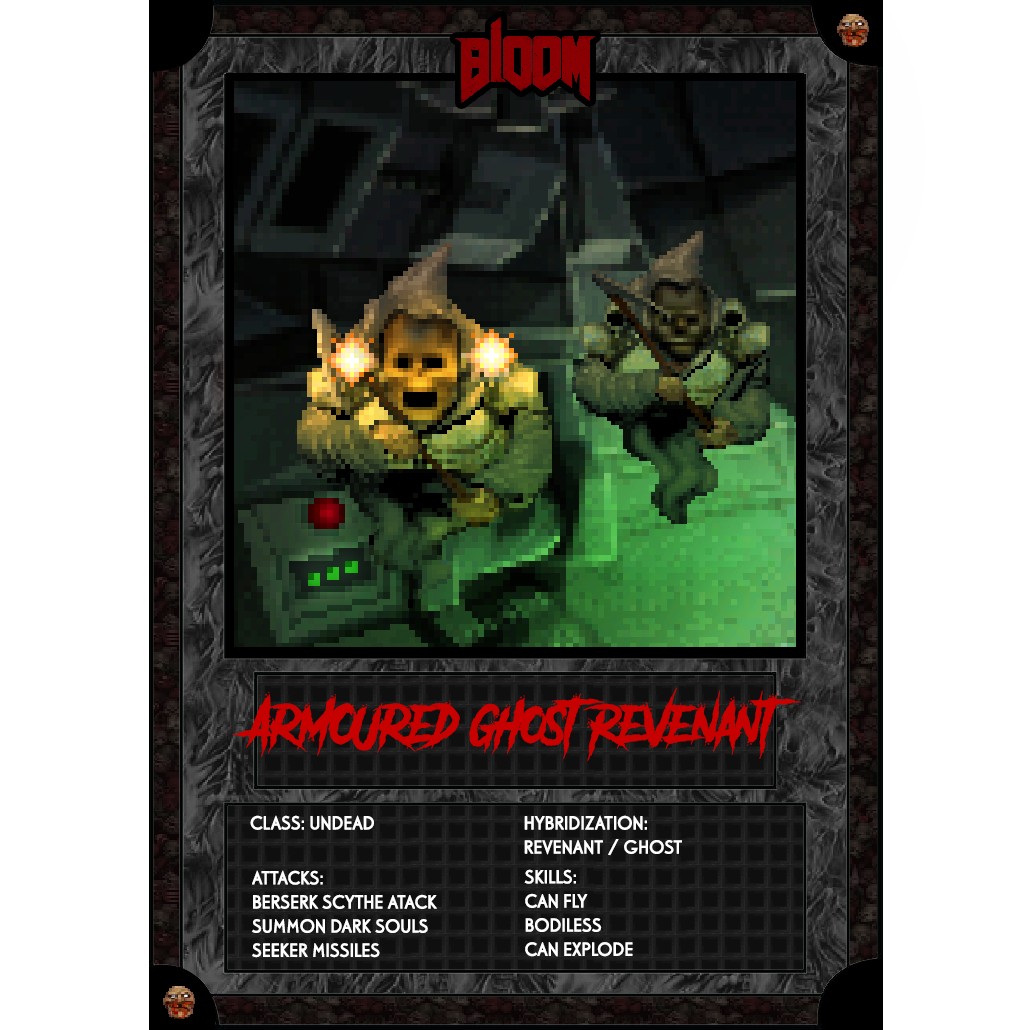 BLOOM
ARMOURED GHOST REVENANT
CLASS: UNDEAD
HYBRIDIZATION:
REVENANT / GHOST
ATTACKS:
BERSERK SCYTHE ATACK
SUMMON DARK SOULS
SEEKER MISSILES
SKILLS:
CAN FLY
BODILESS
CAN EXPLODE